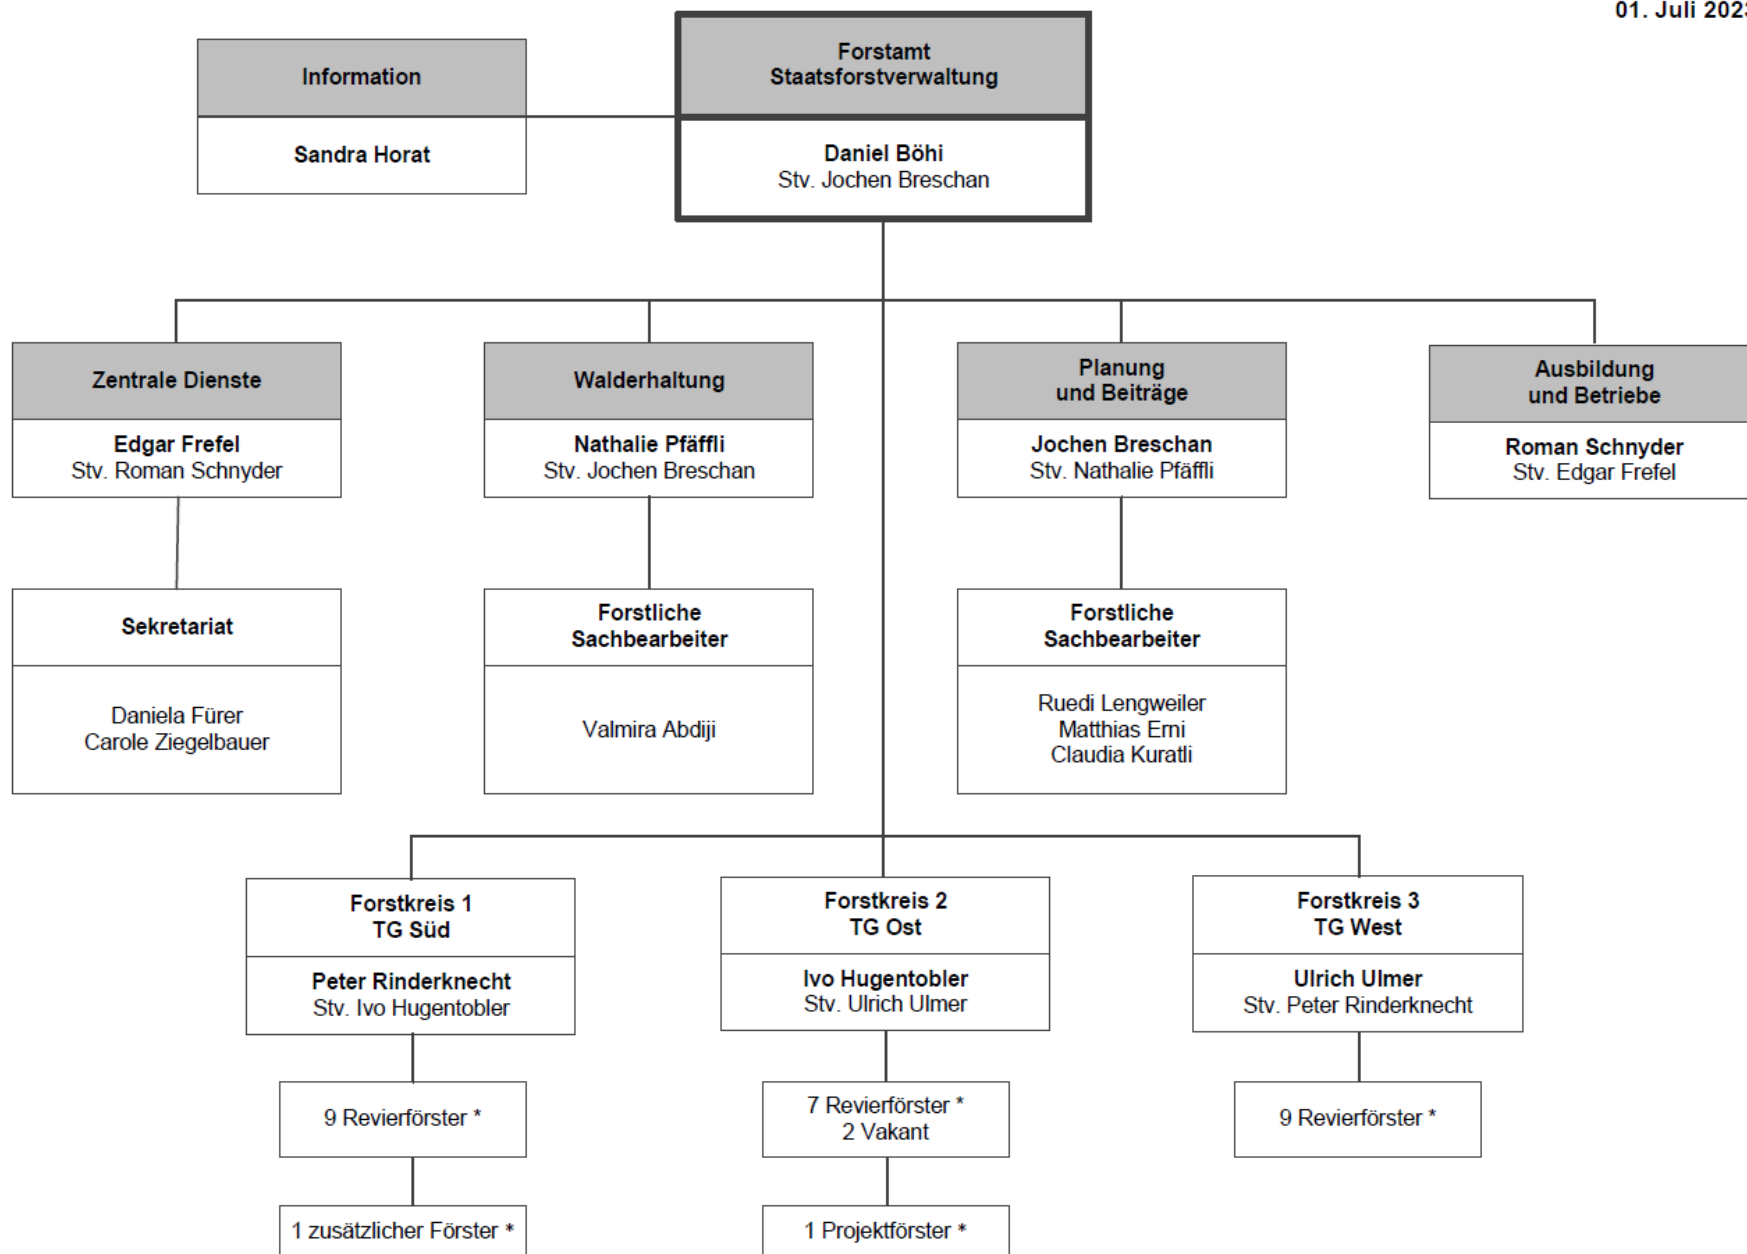 01. Juli 2023
Information
Sandra Horat
Forstamt
Staatsforstverwaltung
Daniel Böhi
Stv. Jochen Breschan
Zentrale Dienste
Edgar Frefel
Stv. Roman Schnyder
Walderhaltung
Nathalie Pfäffli
Stv. Jochen Breschan
Planung
und Beiträge
Jochen Breschan
Stv. Nathalie Pfäffli
Ausbildung
und Betriebe
Roman Schnyder
Stv. Edgar Frefel
Sekretariat
Daniela Fürer
Carole Ziegelbauer
Forstliche
Sachbearbeiter
Valmira Abdiji
Forstliche
Sachbearbeiter
Ruedi Lengweiler
Matthias Erni
Claudia Kuratli
Forstkreis 1
TG Süd
Peter Rinderknecht
Stv. Ivo Hugentobler
Forstkreis 2
TG Ost
Ivo Hugentobler
Stv. Ulrich Ulmer
Forstkreis 3
TG West
Ulrich Ulmer
Stv. Peter Rinderknecht
9 Revierförster *
7 Revierförster *
2 Vakant
9 Revierförster *
1 zusätzlicher Förster *
1 Projektförster *